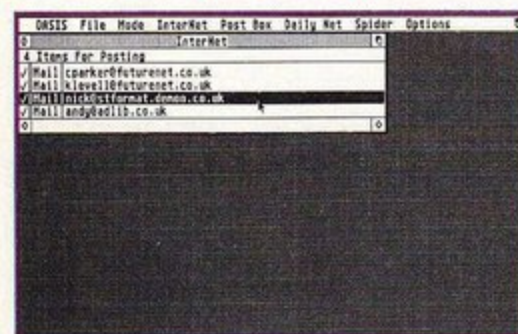 OASIS File Mode InterNet Post Box Daily Net Spider Options
InterNet
4 Items For Posting
√ Mail cparker@futurenet.co.uk
√ Mail klevell@futurenet.co.uk
√ Mail nick@stformat.demon.co.uk
√ Mail andy@adlib.co.uk